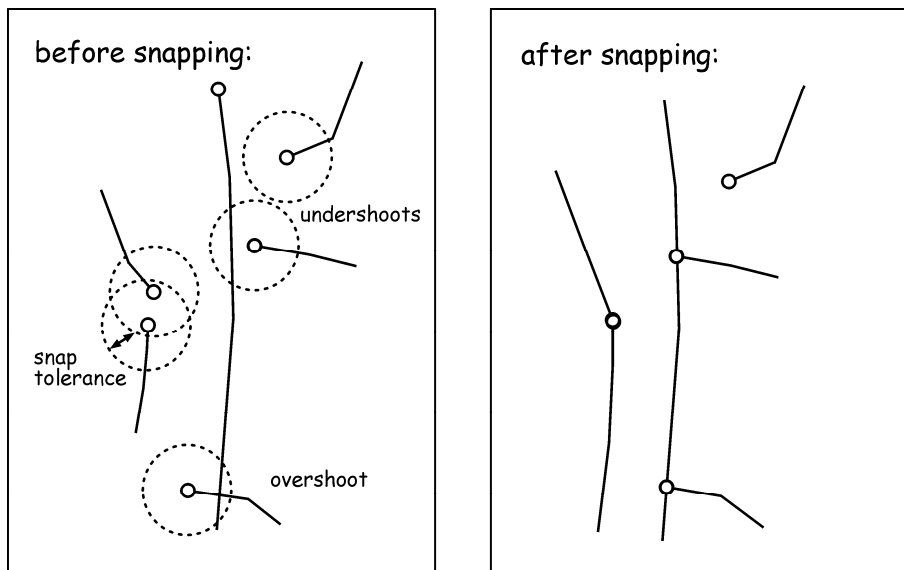 before snapping:
undershoots
snap
tolerance
overshoot
after snapping: